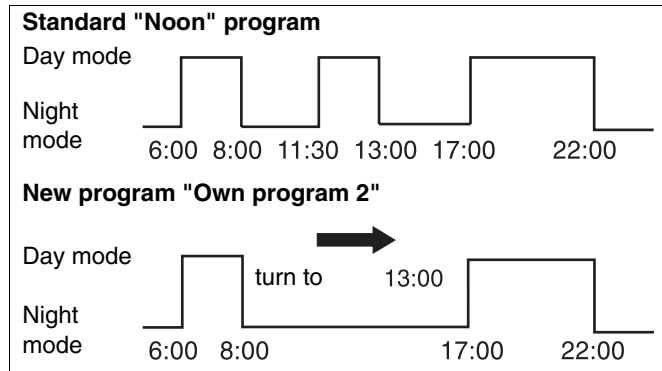 Standard "Noon" program
Day mode
Night
mode
6:00 8:00 11:30 13:00 17:00 22:00
New program "Own program 2"
Day mode
turn to 13:00
Night
mode
6:00 8:00 17:00 22:00